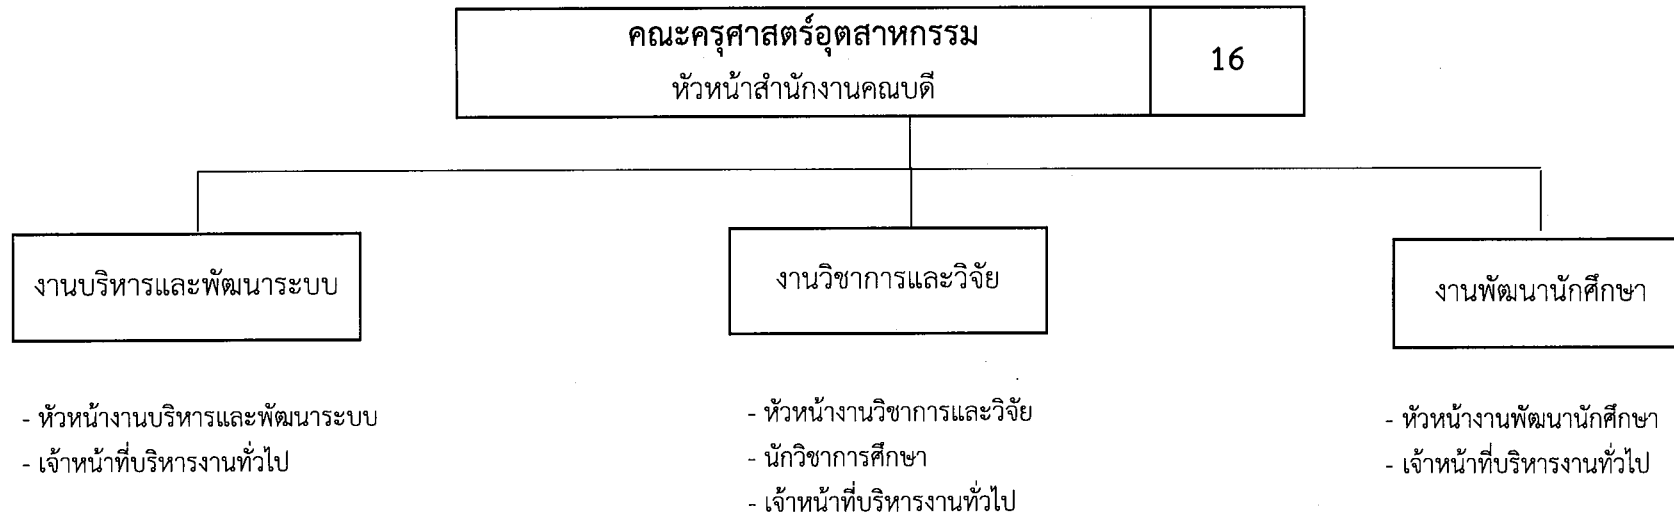 คณะครุศาสตร์อุตสาหกรรม
หัวหน้าสำนักงานคณบดี
16
งานบริหารและพัฒนาระบบ
- หัวหน้างานบริหารและพัฒนาระบบ
- เจ้าหน้าที่บริหารงานทั่วไป
งานวิชาการและวิจัย
- หัวหน้างานวิชาการและวิจัย
- นักวิชาการศึกษา
- เจ้าหน้าที่บริหารงานทั่วไป
งานพัฒนานักศึกษา
- หัวหน้างานพัฒนานักศึกษา
- เจ้าหน้าที่บริหารงานทั่วไป